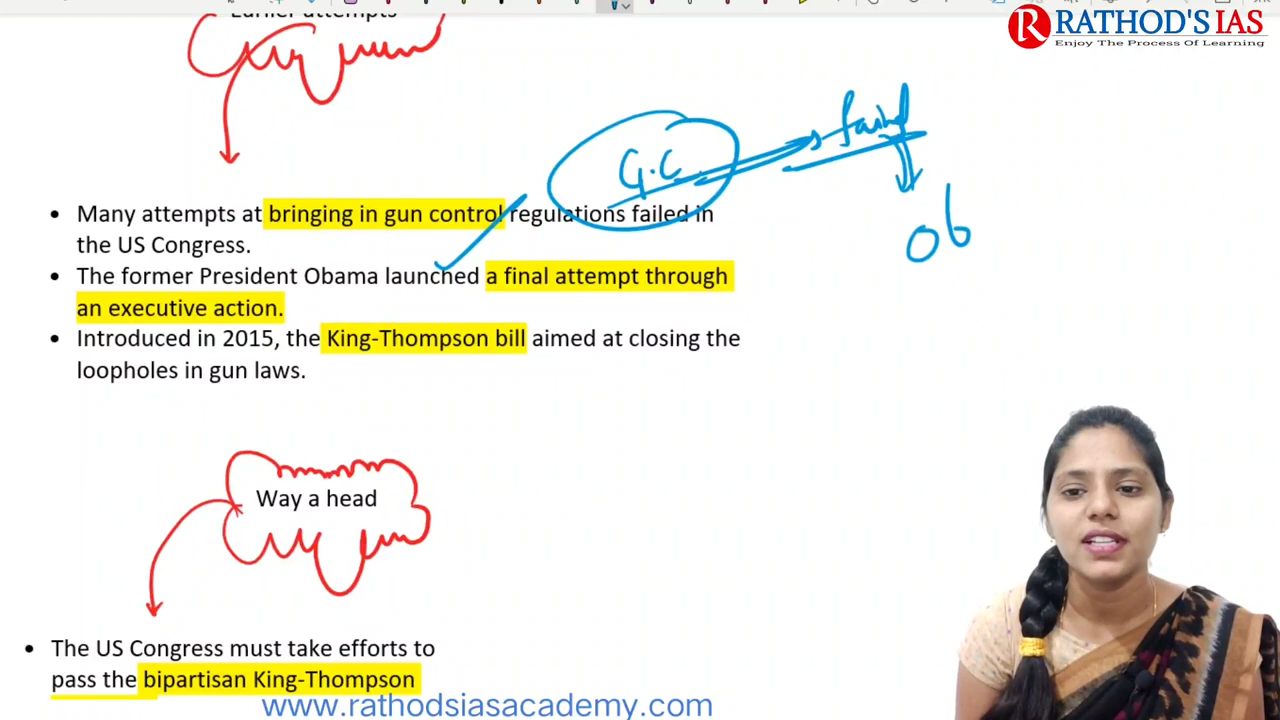 Earlier attempts
RATHOD'S IAS
Enjoy The Process Of Learning
R
G.C
failed
ob
• Many attempts at bringing in gun control regulations failed in
the US Congress.
• The former President Obama launched a final attempt through
an executive action.
• Introduced in 2015, the King-Thompson bill aimed at closing the
loopholes in gun laws.
Way a head
• The US Congress must take efforts to
pass the bipartisan King-Thompson
www.rathodsiasacademy.com